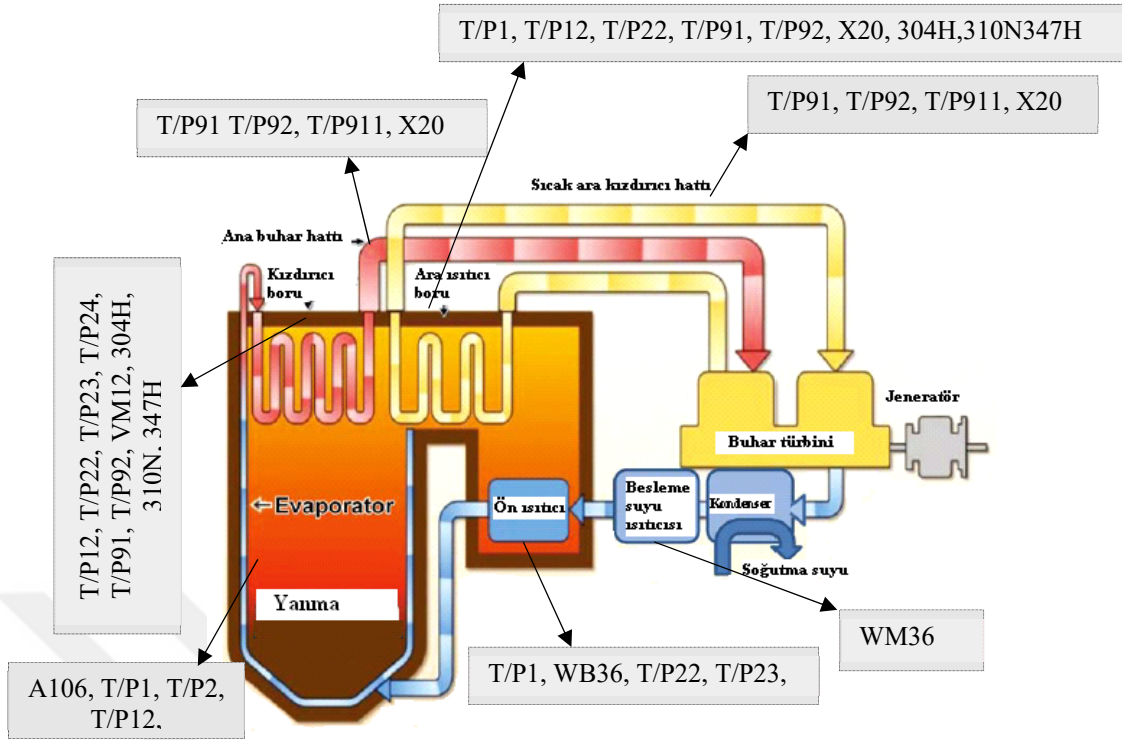 T/P1, T/P12, T/P22, T/P91, T/P92, X20, 304H,310N347H
T/P91 T/P92, T/P911, X20
T/P91, T/P92, T/P911, X20
Sıcak ara kızdırıcı hattı
Ana buhar hattı
Kızdırıcı
boru
Ara ısıtıcı
boru
T/P12, T/P22, T/P23, T/P24,
T/P91, T/P92, VM12, 304H,
310N. 347H
Jeneratör
Buhar türbini
←Evaporator
Ön ısıtıcı
Besleme
suyu
ısıtıcısı
Kondenser
Soğutma suyu
Yanma
WM36
T/P1, WB36, T/P22, T/P23,
A106, T/P1, T/P2,
T/P12,